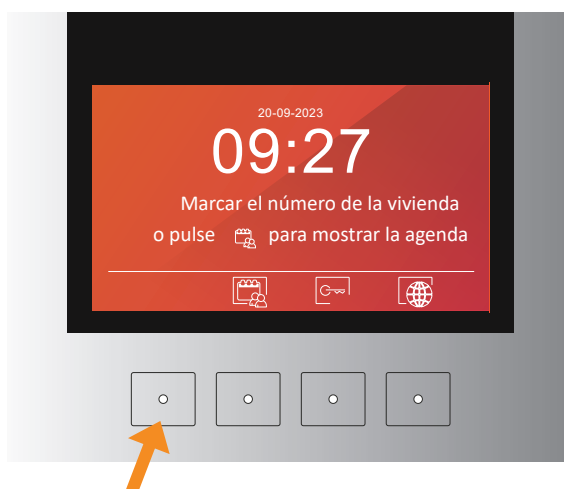 20-09-2023
09:27
Marcar el número de la vivienda
o pulse para mostrar la agenda